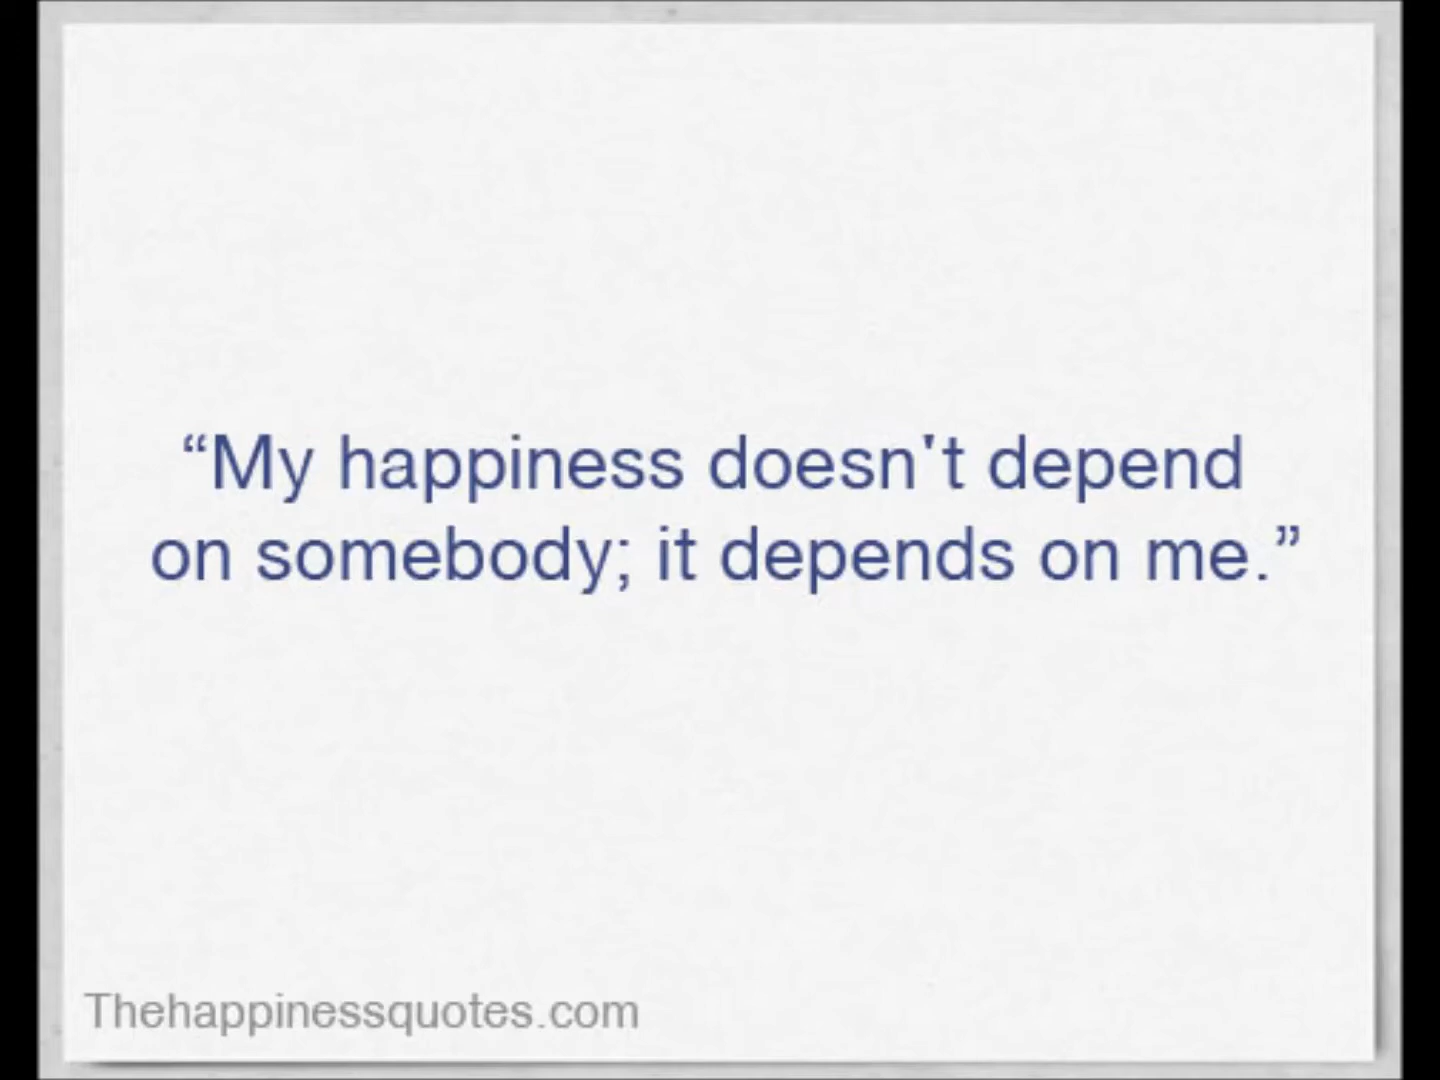 “My happiness doesn't depend
on somebody; it depends on me.”
Thehappinessquotes.com